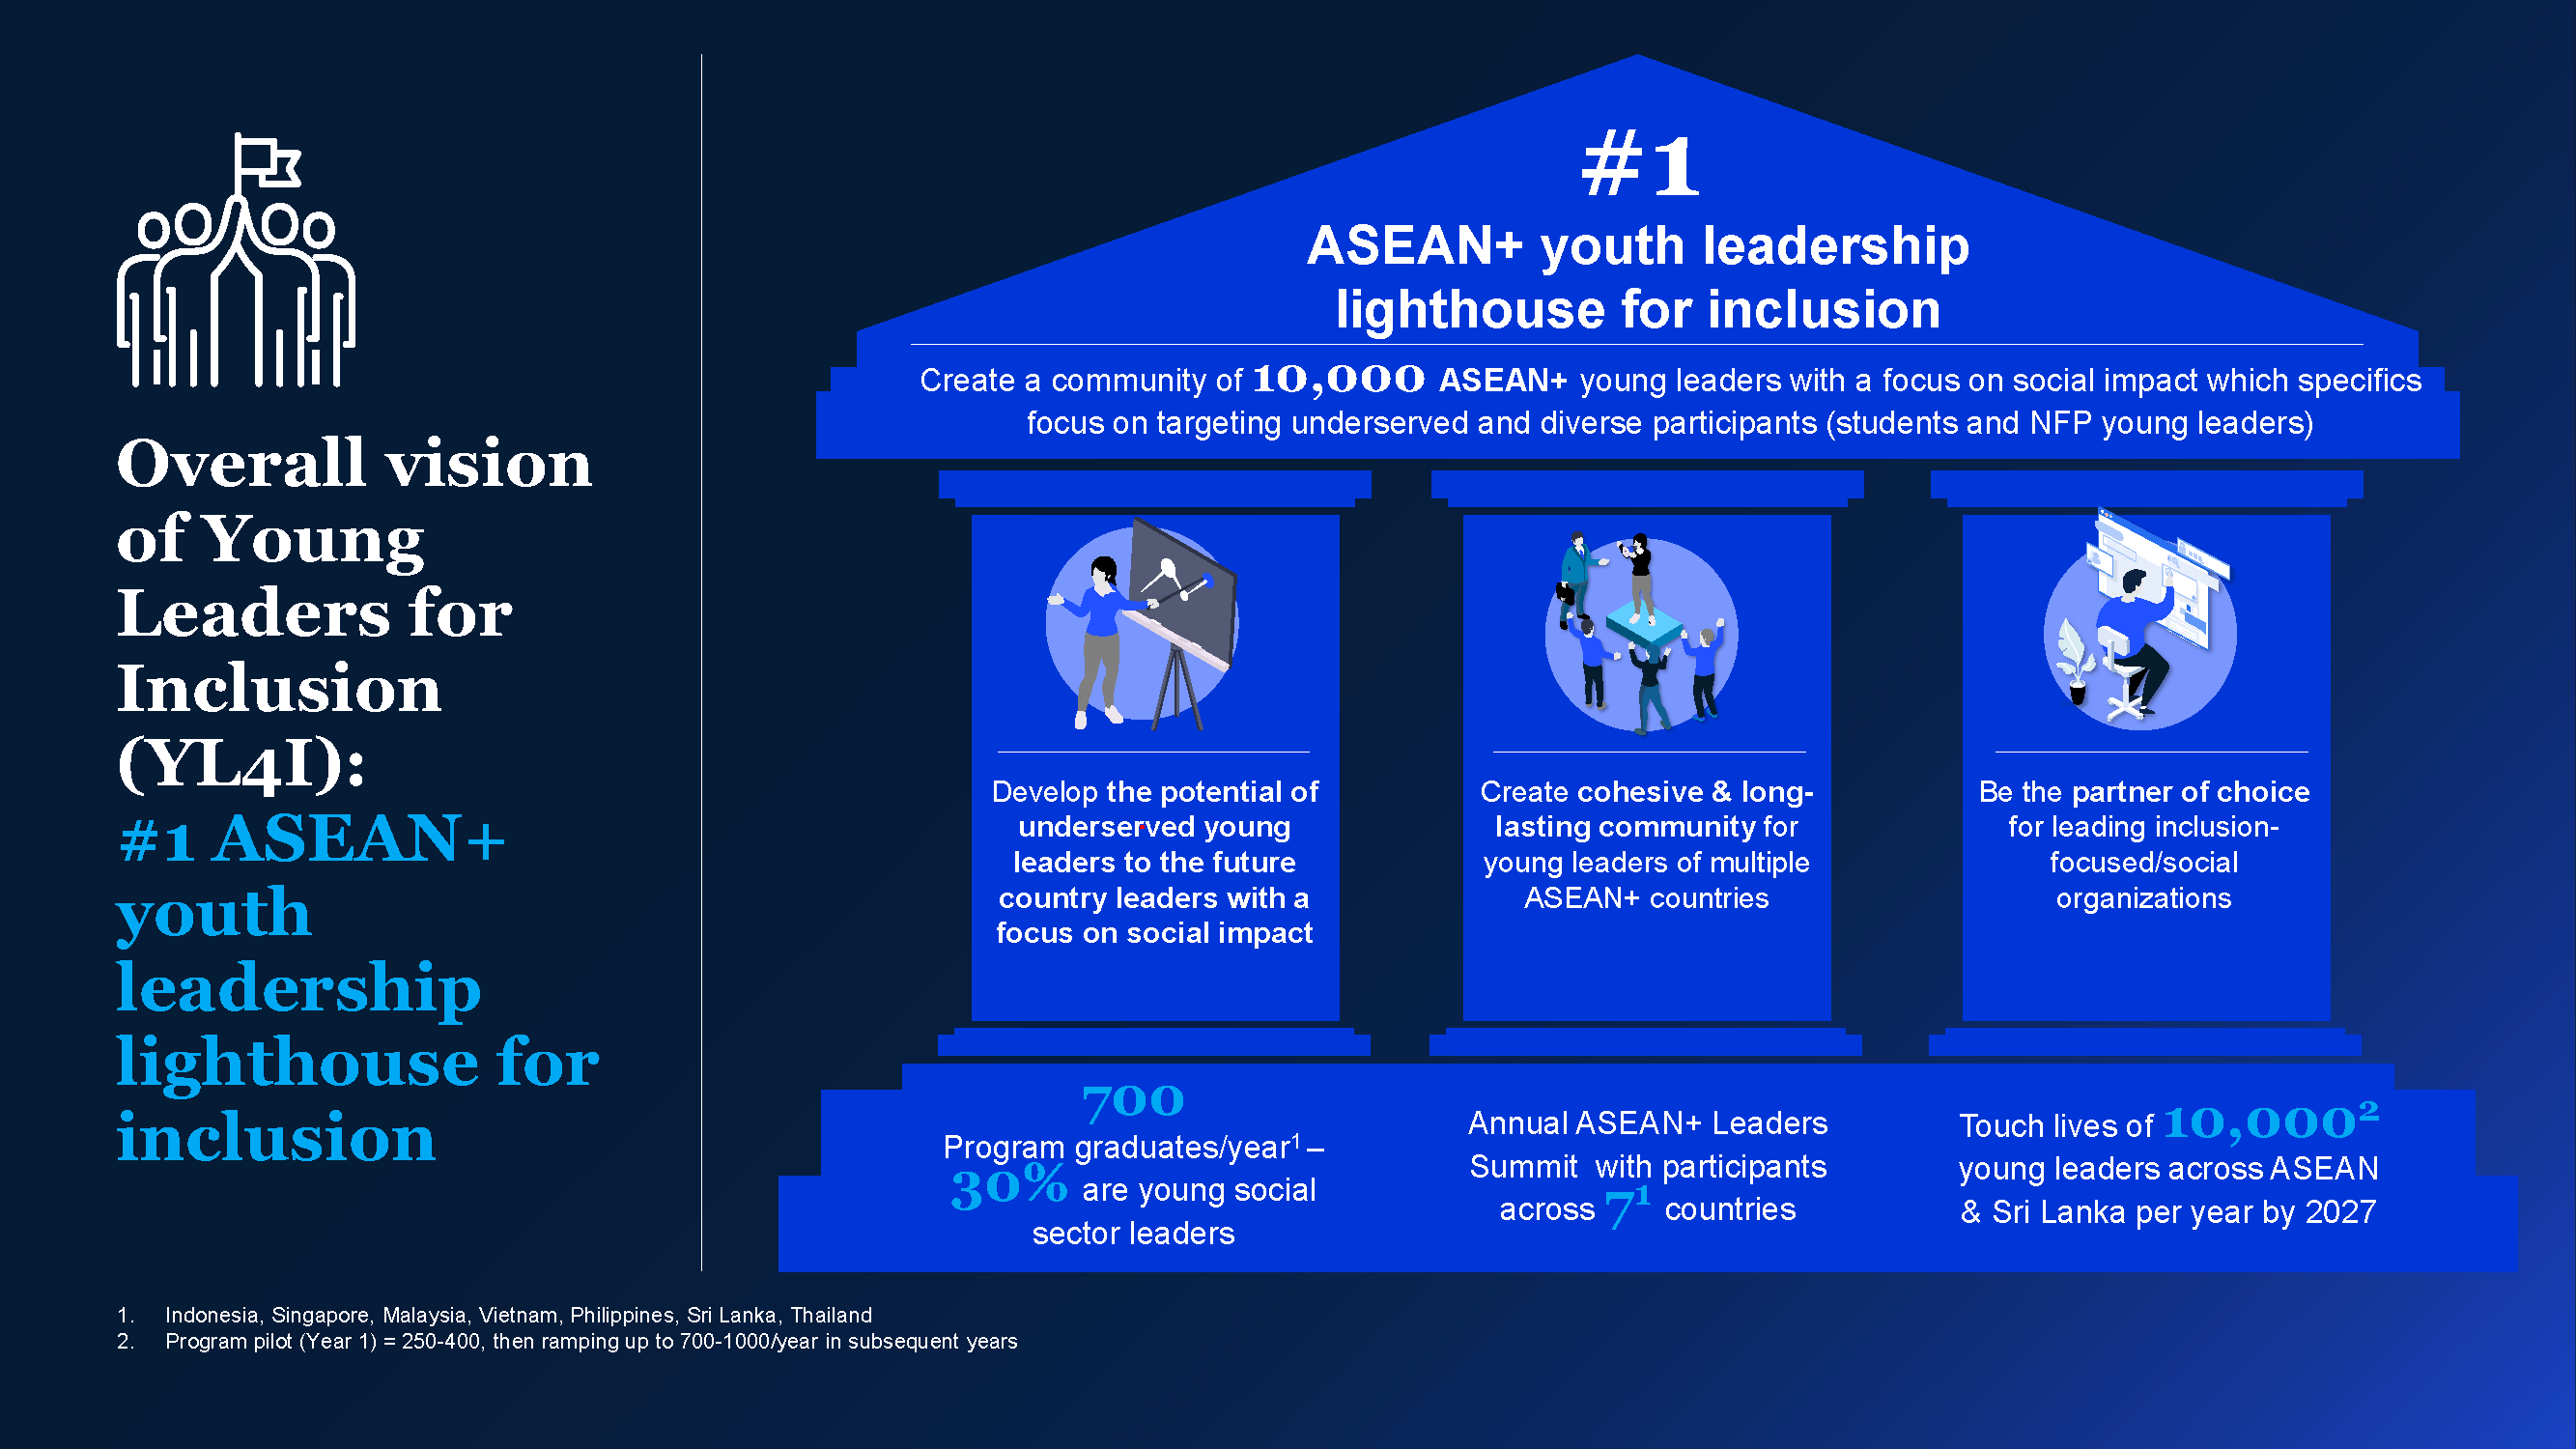 Overall vision
of Young
Leaders for
Inclusion
(YL4I):
#1 ASEAN+
youth
leadership
lighthouse for
inclusion
#1
ASEAN+ youth leadership
lighthouse for inclusion
Create a community of 10,000 ASEAN+ young leaders with a focus on social impact which specifics
focus on targeting underserved and diverse participants (students and NFP young leaders)
Develop the potential of
underserved young
leaders to the future
country leaders with a
focus on social impact
Create cohesive & long-
lasting community for
young leaders of multiple
ASEAN+ countries
Be the partner of choice
for leading inclusion-
focused/social
organizations
700
Program graduates/year¹ –
30% are young social
sector leaders
Annual ASEAN+ Leaders
Summit with participants
across 7¹ countries
Touch lives of 10,000²
young leaders across ASEAN
& Sri Lanka per year by 2027
1. Indonesia, Singapore, Malaysia, Vietnam, Philippines, Sri Lanka, Thailand
2. Program pilot (Year 1) = 250-400, then ramping up to 700-1000/year in subsequent years